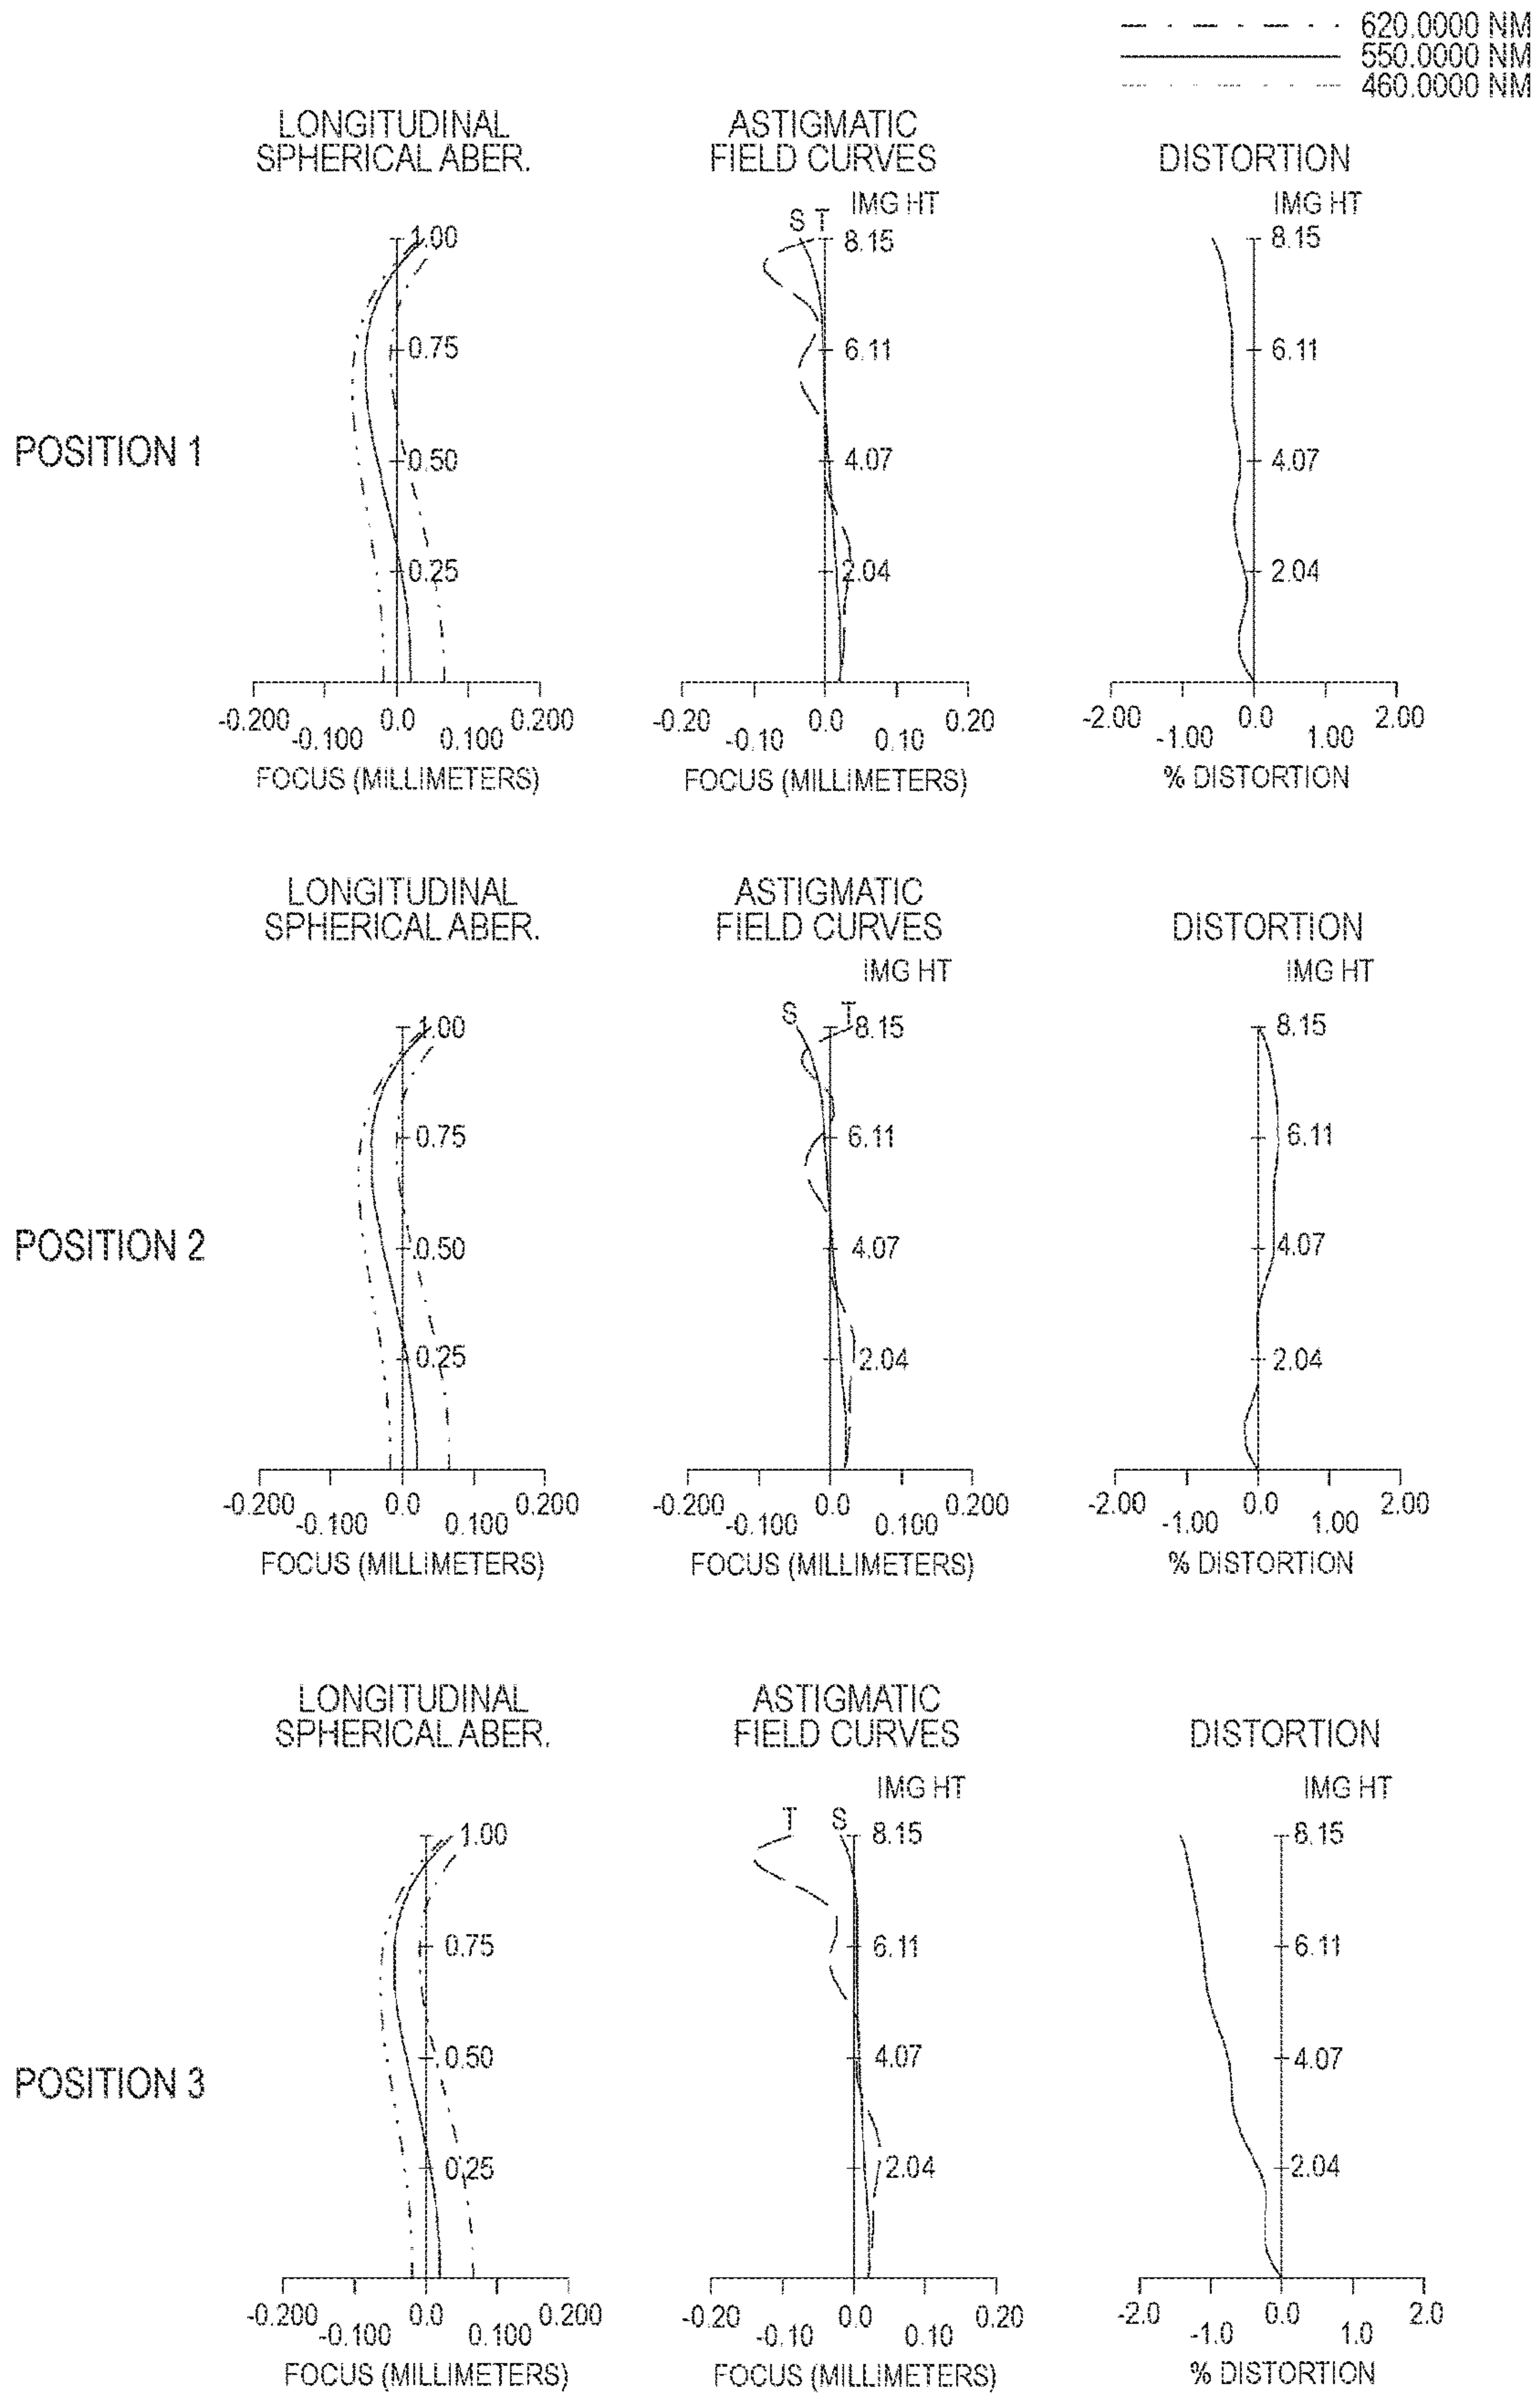 620.0000 NM
550.0000 NM
460.0000 NM
LONGITUDINAL
SPHERICAL ABER.
ASTIGMATIC
FIELD CURVES
DISTORTION
IMG HT
IMG HT
S T
1.00
8.15
8.15
0.75
6.11
6.11
POSITION 1
0.50
4.07
4.07
0.25
2.04
2.04
-0.200 0.0 0.200
-0.100 0.100
-0.20 0.0 0.20
-0.10 0.10
-2.00 0.0 2.00
-1.00 1.00
FOCUS (MILLIMETERS)
FOCUS (MILLIMETERS)
% DISTORTION
LONGITUDINAL
SPHERICAL ABER.
ASTIGMATIC
FIELD CURVES
DISTORTION
IMG HT
IMG HT
S T
1.00
8.15
8.15
0.75
6.11
6.11
POSITION 2
0.50
4.07
4.07
0.25
2.04
2.04
-0.200 0.0 0.200
-0.100 0.100
-0.200 0.0 0.200
-0.100 0.100
-2.00 0.0 2.00
-1.00 1.00
FOCUS (MILLIMETERS)
FOCUS (MILLIMETERS)
% DISTORTION
LONGITUDINAL
SPHERICAL ABER.
ASTIGMATIC
FIELD CURVES
DISTORTION
IMG HT
IMG HT
T S
1.00
8.15
8.15
0.75
6.11
6.11
POSITION 3
0.50
4.07
4.07
0.25
2.04
2.04
-0.200 0.0 0.200
-0.100 0.100
-0.20 0.0 0.20
-0.10 0.10
-2.0 0.0 2.0
-1.0 1.0
FOCUS (MILLIMETERS)
FOCUS (MILLIMETERS)
% DISTORTION